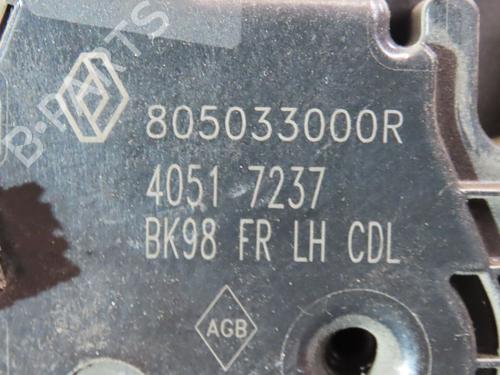 B-PARTS
805033000R
4051 7237
BK98 FR LH CDL
AGB